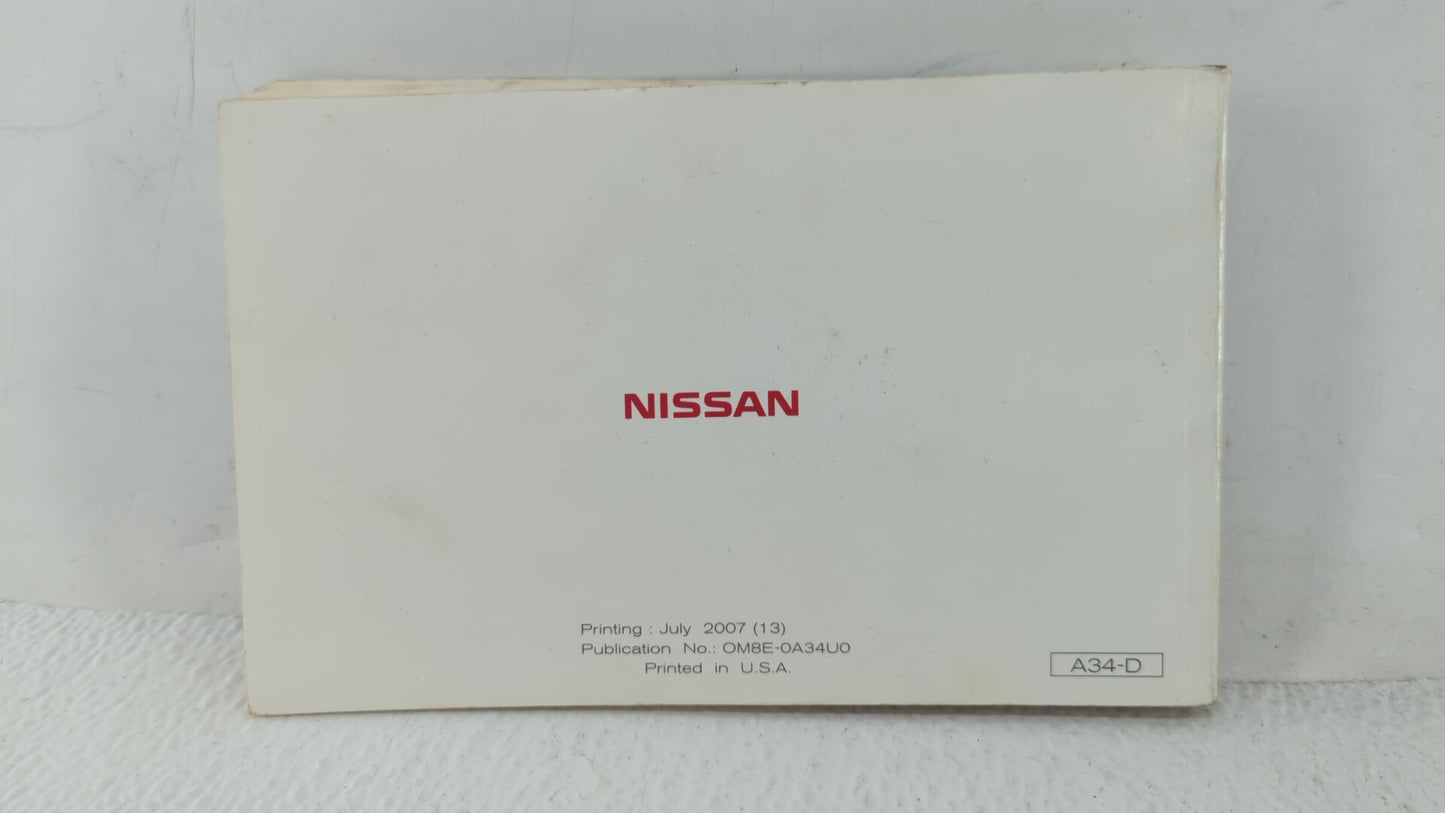 NISSAN
Printing : July 2007 (13)
Publication No.: OM8E-0A34U0
Printed in U.S.A.
A34-D